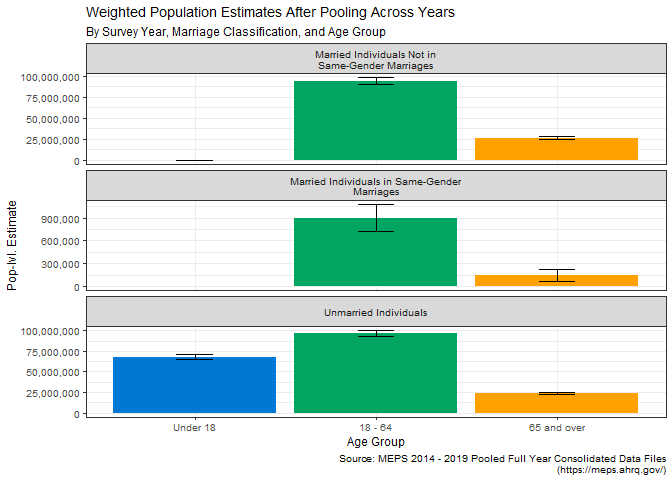 Weighted Population Estimates After Pooling Across Years
By Survey Year, Marriage Classification, and Age Group
Married Individuals Not in
Same-Gender Marriages
100,000,000
75,000,000
50,000,000
25,000,000
0
Married Individuals in Same-Gender
Marriages
900,000
600,000
300,000
0
Unmarried Individuals
100,000,000
75,000,000
50,000,000
25,000,000
0
Pop-lvl. Estimate
Under 18
18 - 64
65 and over
Age Group
Source: MEPS 2014 - 2019 Pooled Full Year Consolidated Data Files
(https://meps.ahrq.gov/)